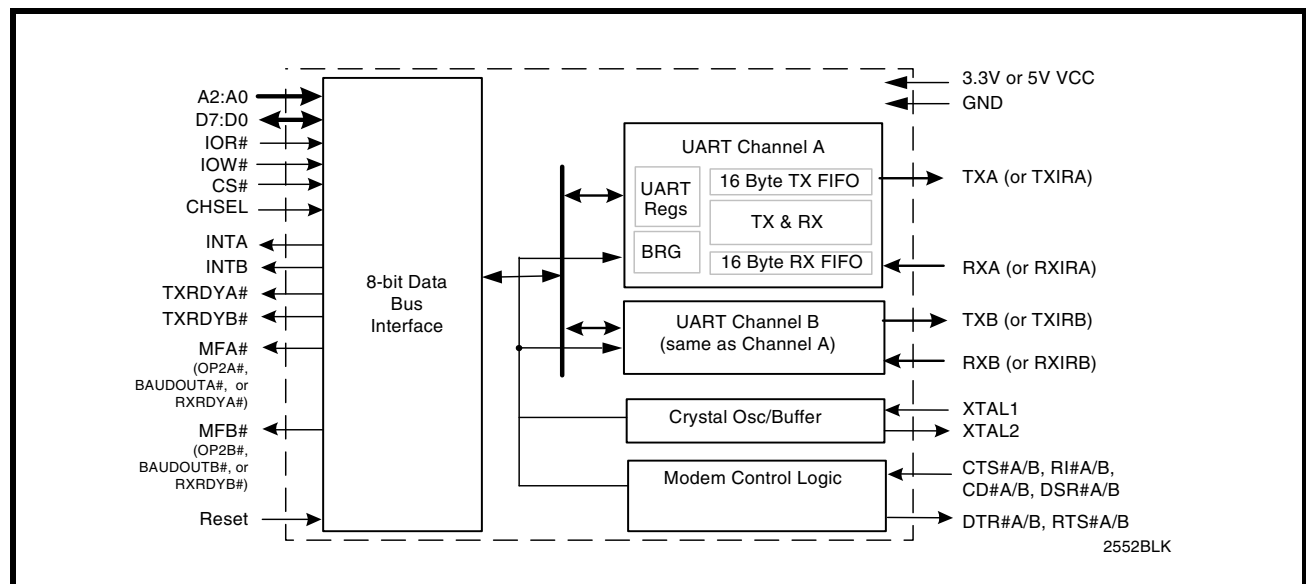 A2:A0
D7:D0
IOR#
IOW#
CS#
CHSEL
INTA
INTB
TXRDYA#
TXRDYB#
MFA#
(OP2A#,
BAUDOUTA#, or
RXRDYA#)
MFB#
(OP2B#,
BAUDOUTB#, or
RXRDYB#)
Reset
8-bit Data
Bus
Interface
UART Channel A
UART
Regs
BRG
16 Byte TX FIFO
TX & RX
16 Byte RX FIFO
UART Channel B
(same as Channel A)
Crystal Osc/Buffer
Modem Control Logic
3.3V or 5V VCC
GND
TXA (or TXIRA)
RXA (or RXIRA)
TXB (or TXIRB)
RXB (or RXIRB)
XTAL1
XTAL2
CTS#A/B, RI#A/B,
CD#A/B, DSR#A/B
DTR#A/B, RTS#A/B
2552BLK